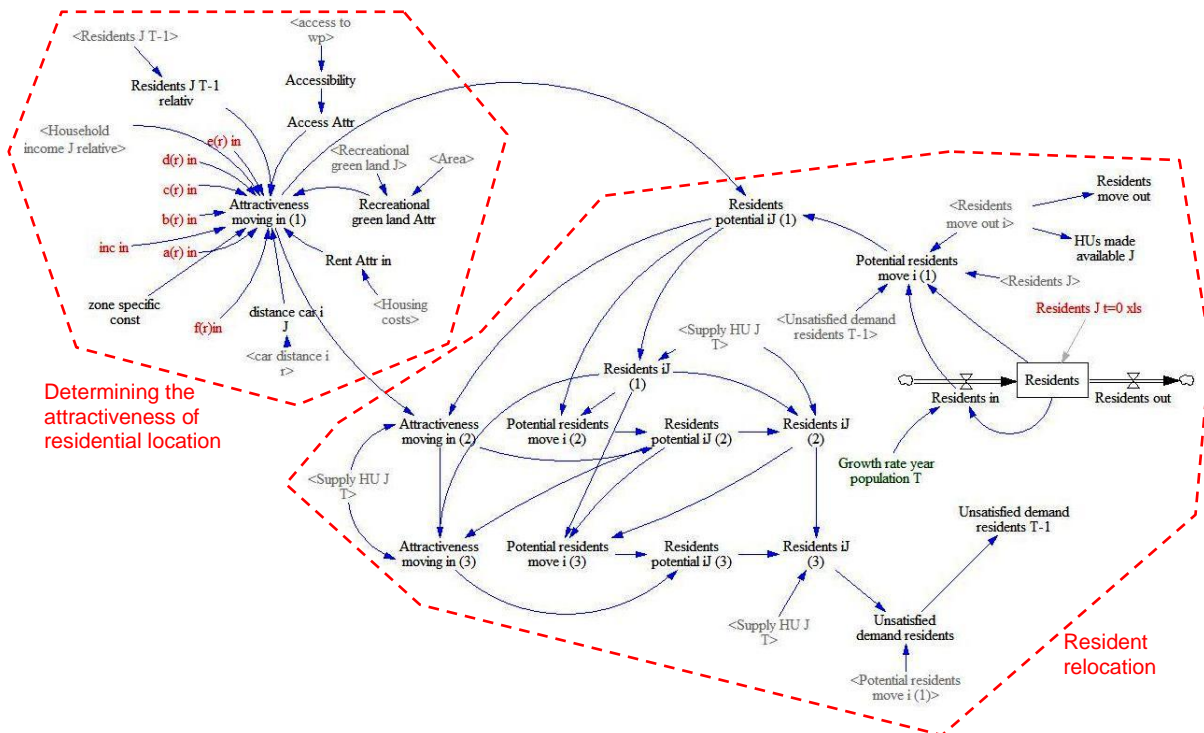 <Residents J T-1>
<access to
wp>
Residents J T-1
relativ
Accessibility
Access Attr
<Household
income J relative>
e(r) in
d(r) in
c(r) in
b(r) in
inc in
a(r) in
<Recreational
green land J>
<Area>
Attractiveness
moving in (1)
Recreational
green land Attr
Rent Attr in
<Housing
costs>
zone specific
const
f(r)in
distance car i
J
<car distance i
r>
Determining the
attractiveness of
residential location
Residents
potential iJ (1)
<Residents
move out i>
Residents
move out
HUs made
available J
Potential residents
move i (1)
<Residents J>
<Unsatisfied demand
residents T-1>
Residents J t=0 xls
<Supply HU J
T>
Residents iJ
(1)
Residents in
Residents
Residents out
Growth rate year
population T
Attractiveness
moving in (2)
Potential residents
move i (2)
Residents
potential iJ (2)
Residents iJ
(2)
<Supply HU J
T>
Attractiveness
moving in (3)
Potential residents
move i (3)
Residents
potential iJ (3)
Residents iJ
(3)
<Supply HU J
T>
Unsatisfied demand
residents T-1
Unsatisfied
demand residents
<Potential residents
move i (1)>
Resident
relocation